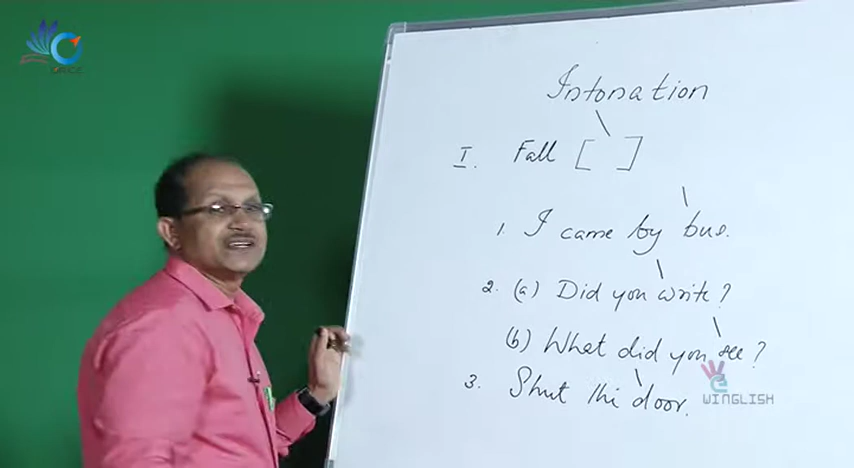 Intonation
I. Fall [ \ ]
1. I came by \bus.
2. (a) Did you \write?
(b) What did you \see?
3. Shut the \door.
WINGLISH